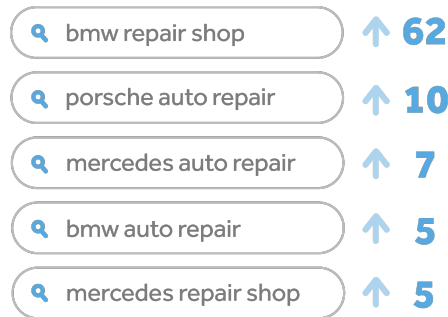 bmw repair shop 62
porsche auto repair 10
mercedes auto repair 7
bmw auto repair 5
mercedes repair shop 5